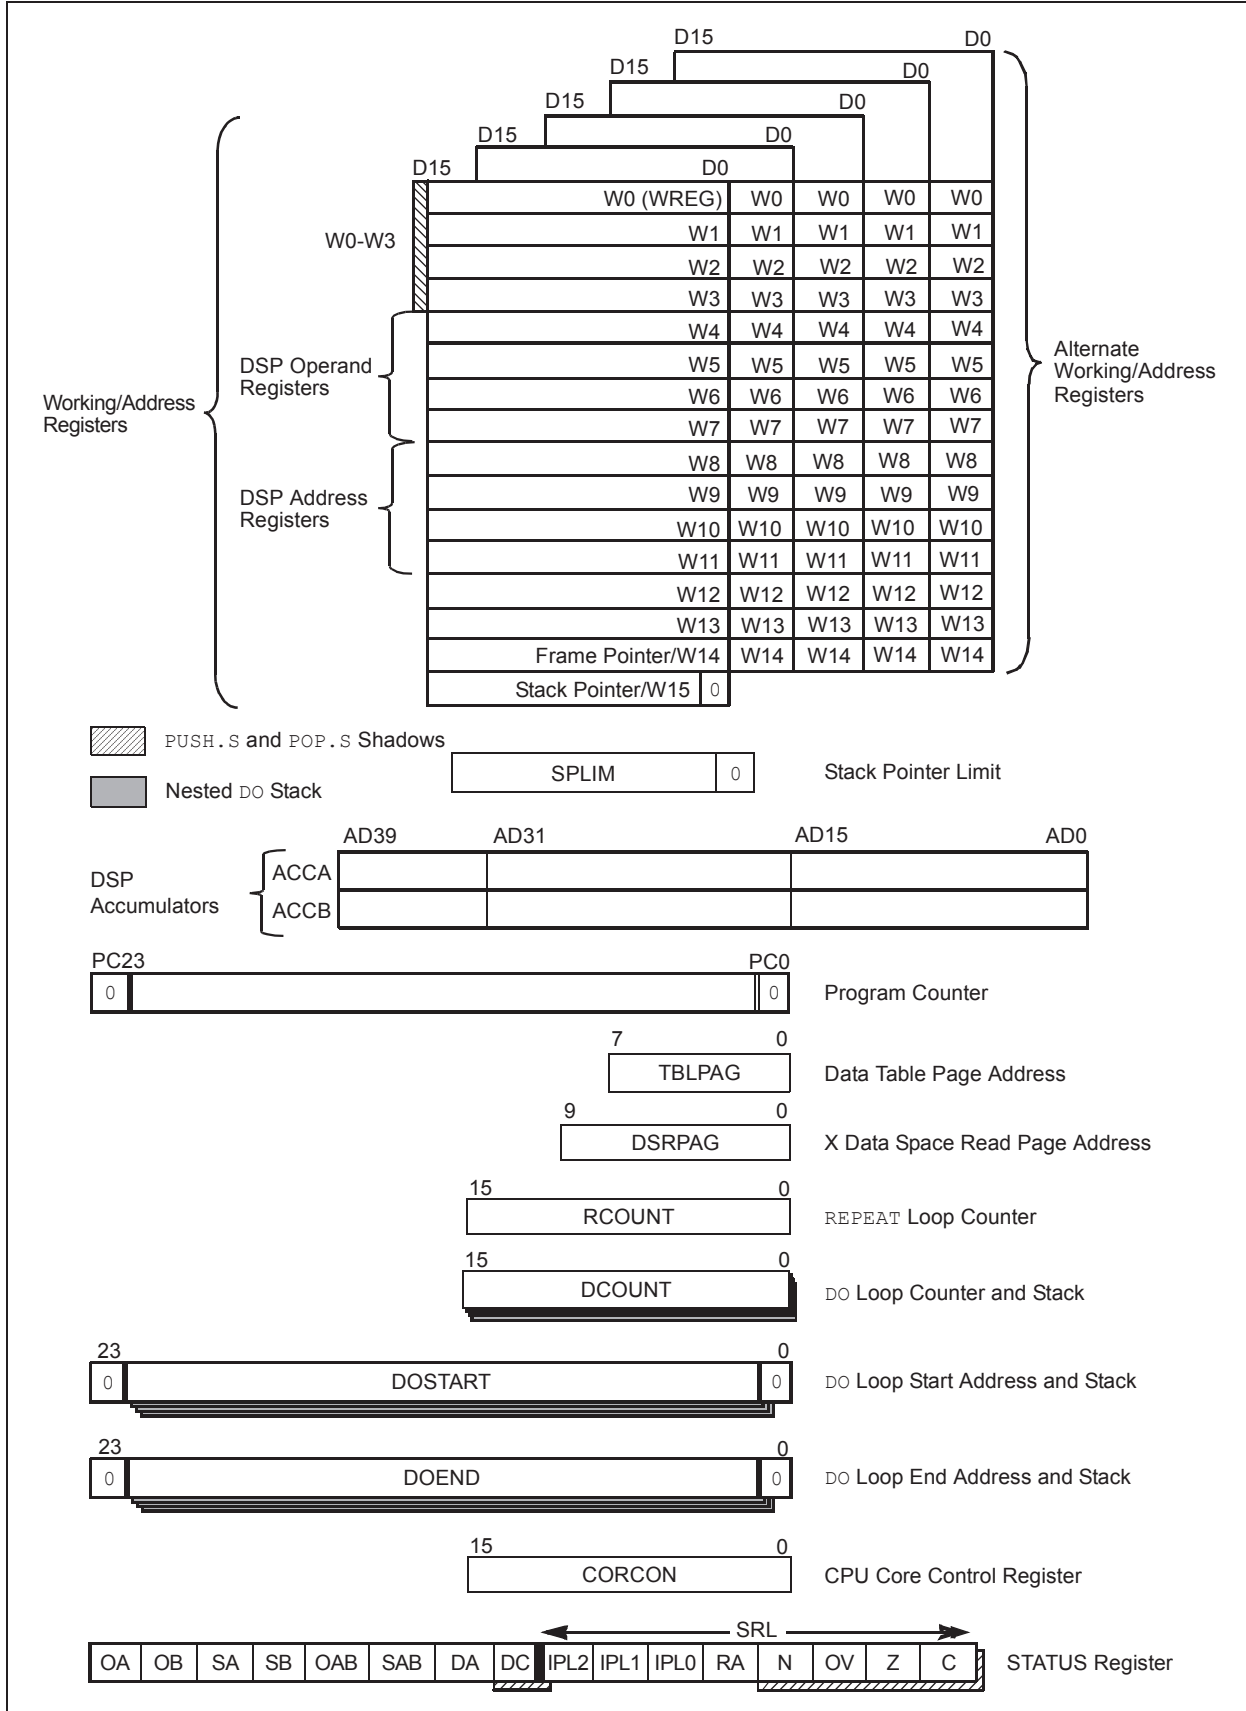 D15 D0
D15 D0
D15 D0
D15 D0
D15 D0
W0 (WREG) W0 W0 W0 W0
W0-W3
W1 W1 W1 W1 W1
W2 W2 W2 W2 W2
W3 W3 W3 W3 W3
W4 W4 W4 W4 W4
DSP Operand
Registers
W5 W5 W5 W5 W5
W6 W6 W6 W6 W6
W7 W7 W7 W7 W7
Alternate
Working/Address
Registers
Working/Address
Registers
W8 W8 W8 W8 W8
DSP Address
Registers
W9 W9 W9 W9 W9
W10 W10 W10 W10 W10
W11 W11 W11 W11 W11
W12 W12 W12 W12 W12
W13 W13 W13 W13 W13
Frame Pointer/W14 W14 W14 W14 W14
Stack Pointer/W15 0
PUSH.S and POP.S Shadows
Nested DO Stack
SPLIM 0 Stack Pointer Limit
AD39 AD31 AD15 AD0
DSP
Accumulators
ACCA
ACCB
PC23 PC0
0 0 Program Counter
7 0
TBLPAG Data Table Page Address
9 0
DSRPAG X Data Space Read Page Address
15 0
RCOUNT REPEAT Loop Counter
15 0
DCOUNT DO Loop Counter and Stack
23 0
0 DOSTART 0 DO Loop Start Address and Stack
23 0
0 DOEND 0 DO Loop End Address and Stack
15 0
CORCON CPU Core Control Register
SRL
OA OB SA SB OAB SAB DA DC IPL2 IPL1 IPL0 RA N OV Z C STATUS Register